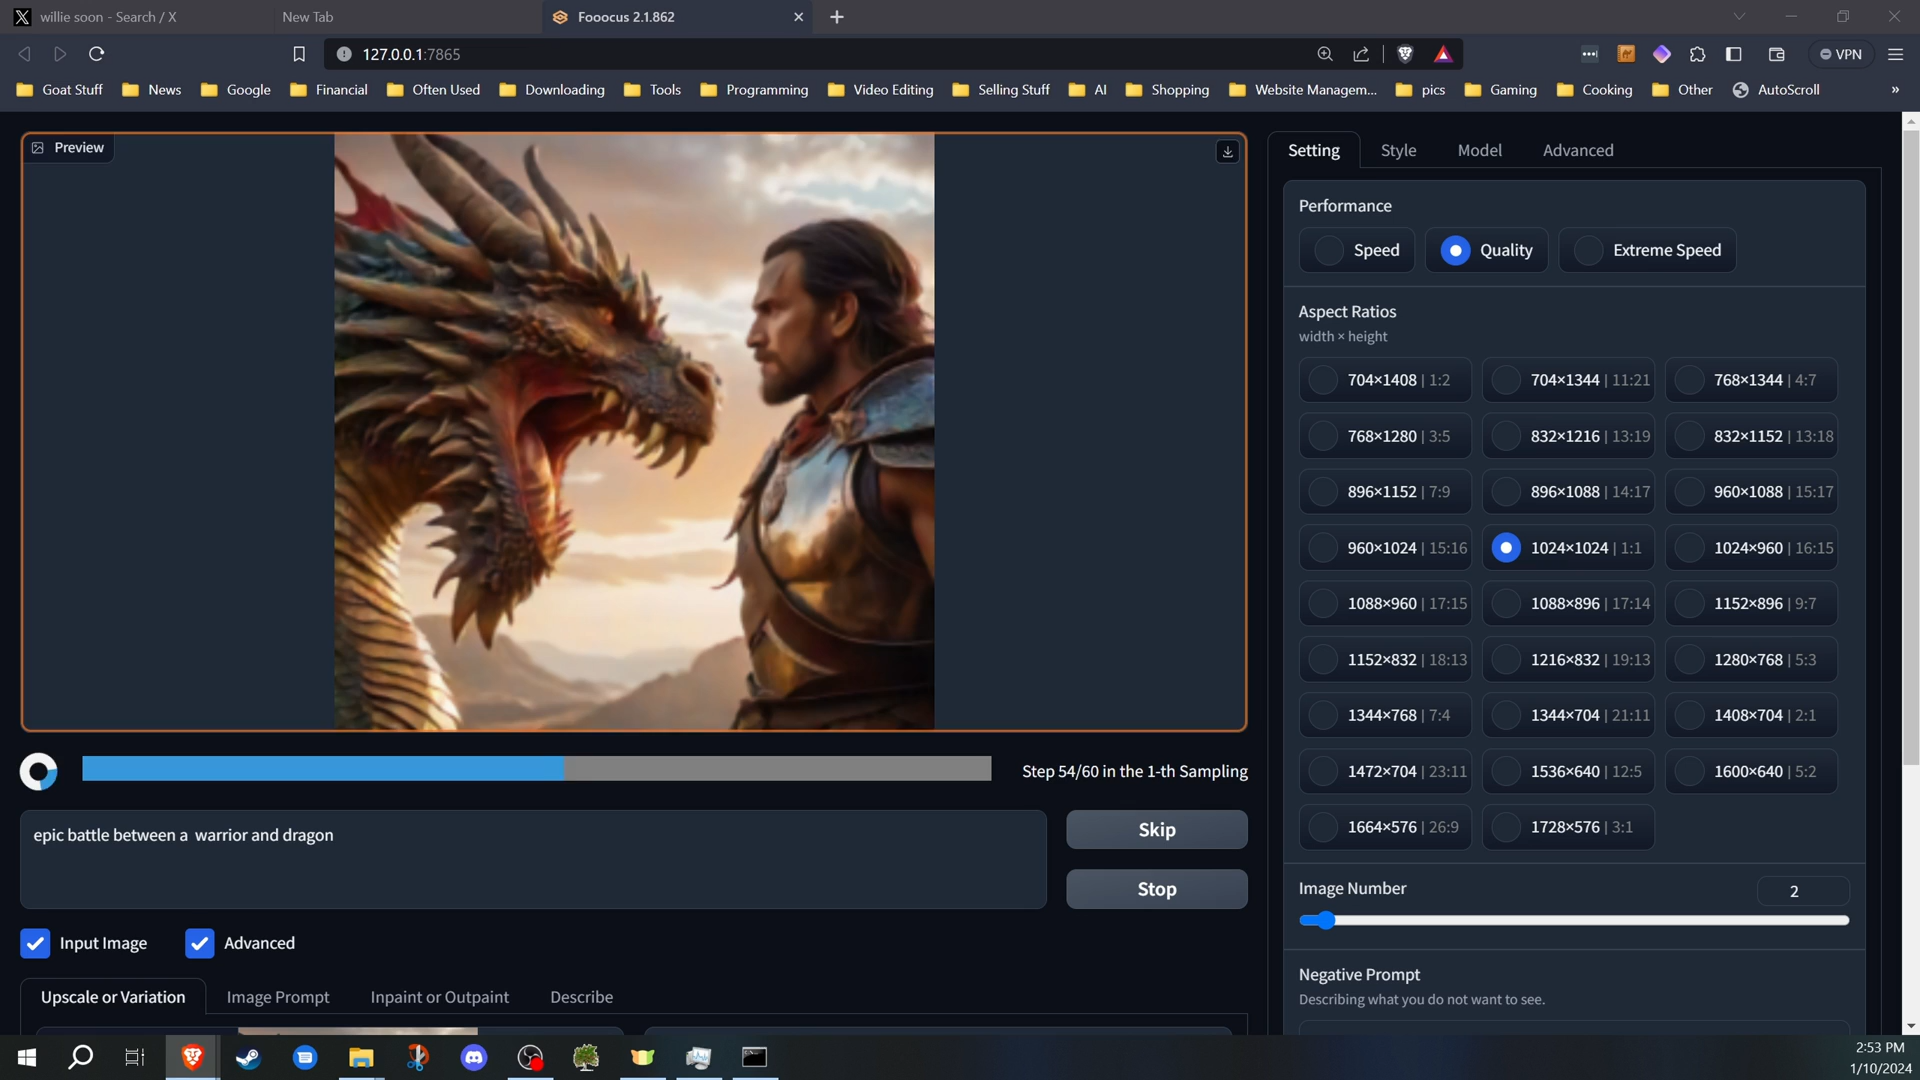 willie soon - Search / X
New Tab
Fooocus 2.1.862
127.0.0.1:7865
VPN
Goat Stuff
News
Google
Financial
Often Used
Downloading
Tools
Programming
Video Editing
Selling Stuff
AI
Shopping
Website Managem...
pics
Gaming
Cooking
Other
AutoScroll
»
Preview
Setting
Style
Model
Advanced
Performance
Speed
Quality
Extreme Speed
Aspect Ratios
width × height
704×1408 | 1:2
704×1344 | 11:21
768×1344 | 4:7
768×1280 | 3:5
832×1216 | 13:19
832×1152 | 13:18
896×1152 | 7:9
896×1088 | 14:17
960×1088 | 15:17
960×1024 | 15:16
1024×1024 | 1:1
1024×960 | 16:15
1088×960 | 17:15
1088×896 | 17:14
1152×896 | 9:7
1152×832 | 18:13
1216×832 | 19:13
1280×768 | 5:3
1344×768 | 7:4
1344×704 | 21:11
1408×704 | 2:1
1472×704 | 23:11
1536×640 | 12:5
1600×640 | 5:2
1664×576 | 26:9
1728×576 | 3:1
Image Number
2
Negative Prompt
Describing what you do not want to see.
Step 54/60 in the 1-th Sampling
epic battle between a  warrior and dragon
Skip
Stop
Input Image
Advanced
Upscale or Variation
Image Prompt
Inpaint or Outpaint
Describe
2:53 PM
1/10/2024